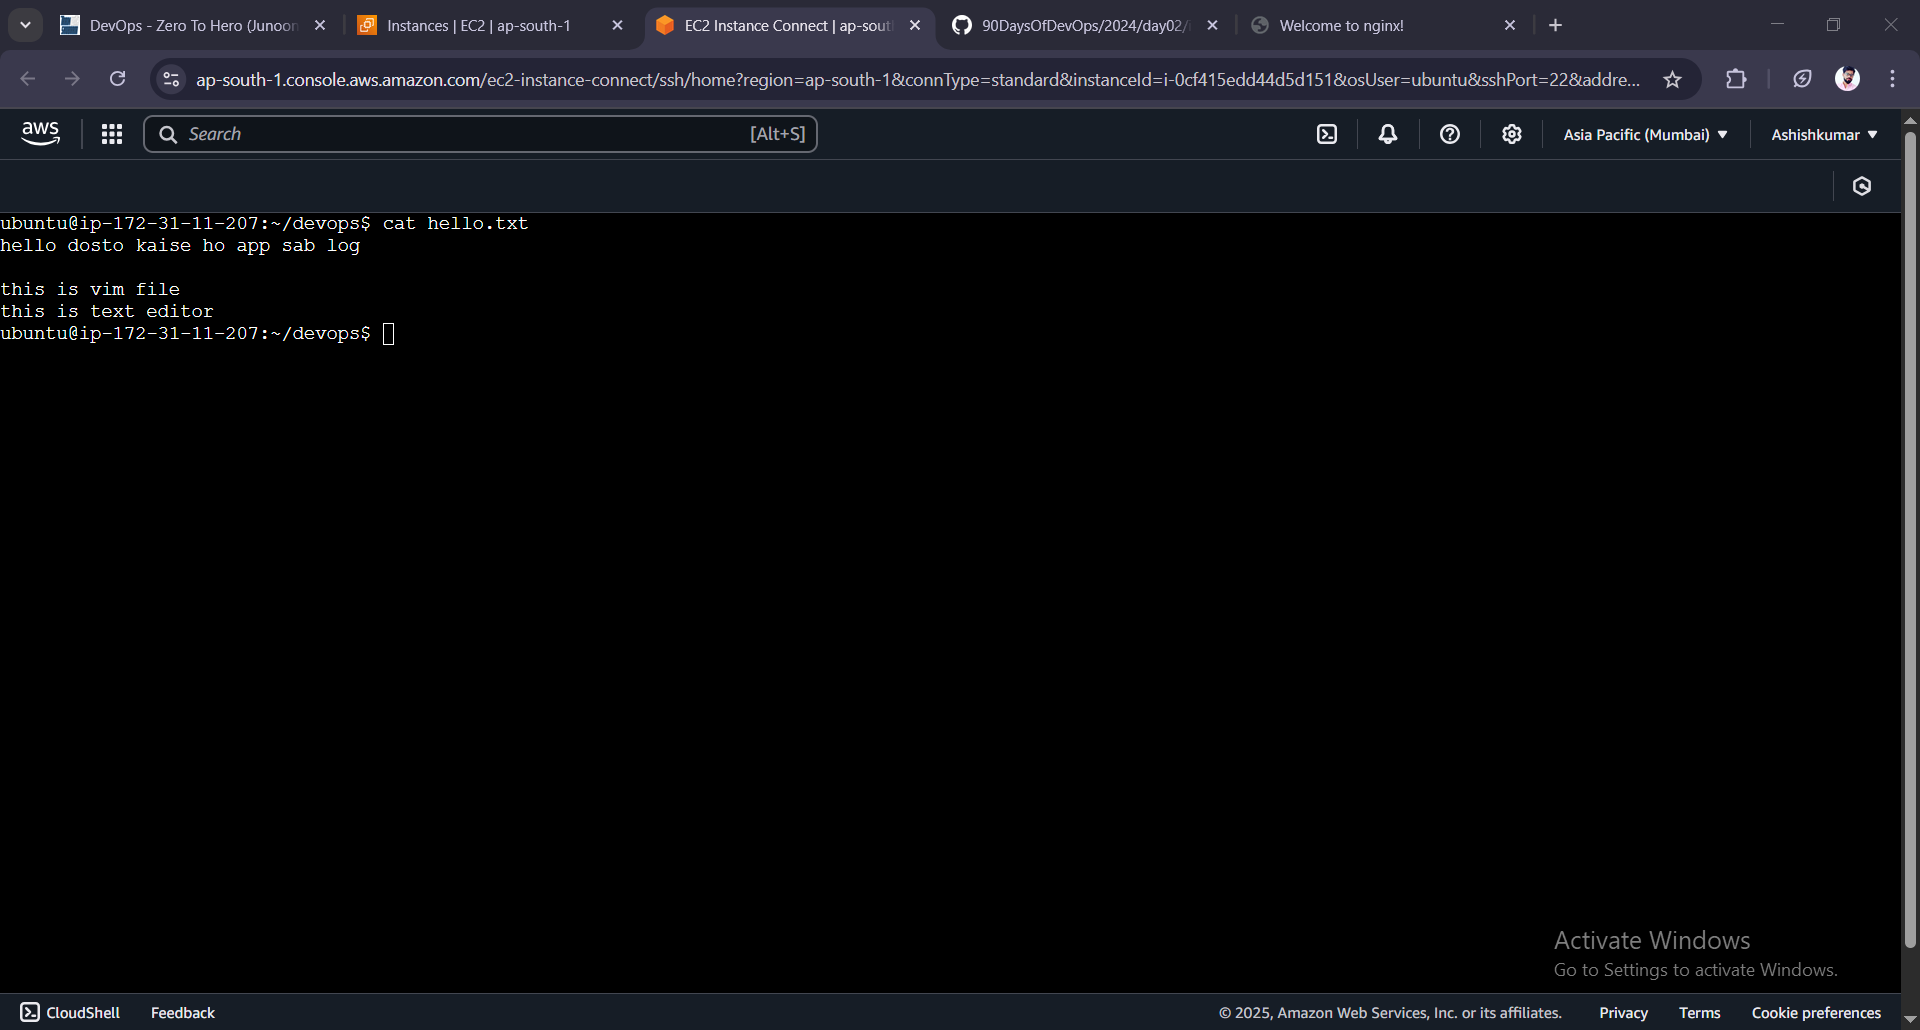 DevOps - Zero To Hero (Junoon
Instances | EC2 | ap-south-1
EC2 Instance Connect | ap-sout
90DaysOfDevOps/2024/day02/
Welcome to nginx!
ap-south-1.console.aws.amazon.com/ec2-instance-connect/ssh/home?region=ap-south-1&connType=standard&instanceId=i-0cf415edd44d5d151&osUser=ubuntu&sshPort=22&addre...
aws
Search [Alt+S]
Asia Pacific (Mumbai)
Ashishkumar
ubuntu@ip-172-31-11-207:~/devops$ cat hello.txt
hello dosto kaise ho app sab log
this is vim file
this is text editor
ubuntu@ip-172-31-11-207:~/devops$
Activate Windows
Go to Settings to activate Windows.
CloudShell Feedback
© 2025, Amazon Web Services, Inc. or its affiliates. Privacy Terms Cookie preferences